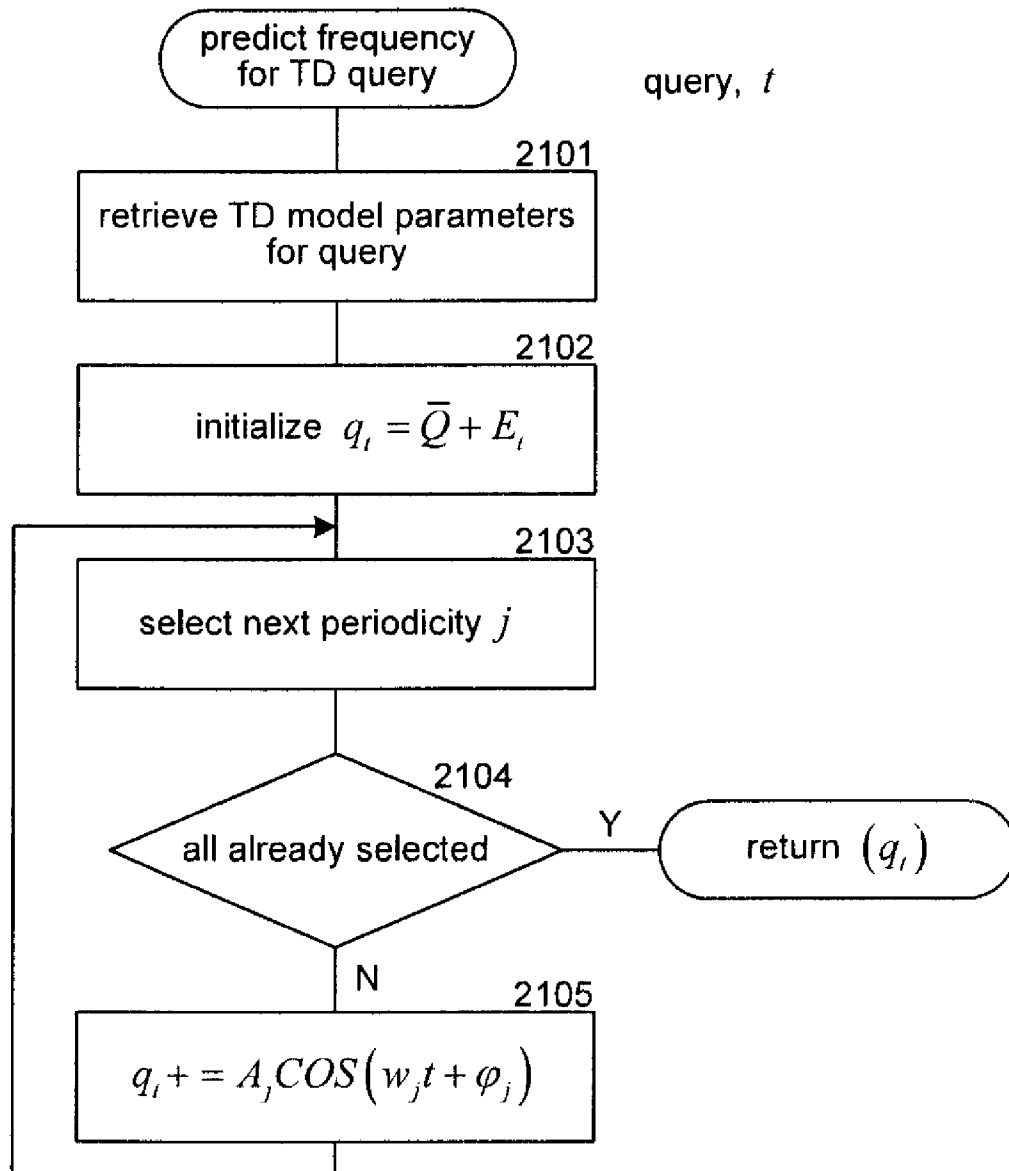 predict frequency
for TD query
query, t
2101
retrieve TD model parameters
for query
2102
initialize q_t = Q̅ + E_t
2103
select next periodicity j
2104
all already selected
Y
return (q_t)
N
2105
q_t + = A_j COS(w_j t + φ_j)